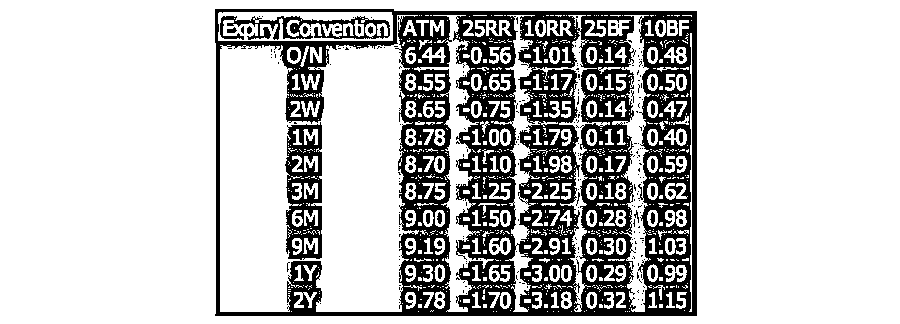 Expiry|Convention ATM 25RR 10RR 25BF 10BF
O/N 6.44 -0.56 -1.01 0.14 0.48
1W 8.55 -0.65 -1.17 0.15 0.50
2W 8.65 -0.75 -1.35 0.14 0.47
1M 8.78 -1.00 -1.79 0.11 0.40
2M 8.70 -1.10 -1.98 0.17 0.59
3M 8.75 -1.25 -2.25 0.18 0.62
6M 9.00 -1.50 -2.74 0.28 0.98
9M 9.19 -1.60 -2.91 0.30 1.03
1Y 9.30 -1.65 -3.00 0.29 0.99
2Y 9.78 -1.70 -3.18 0.32 1.15